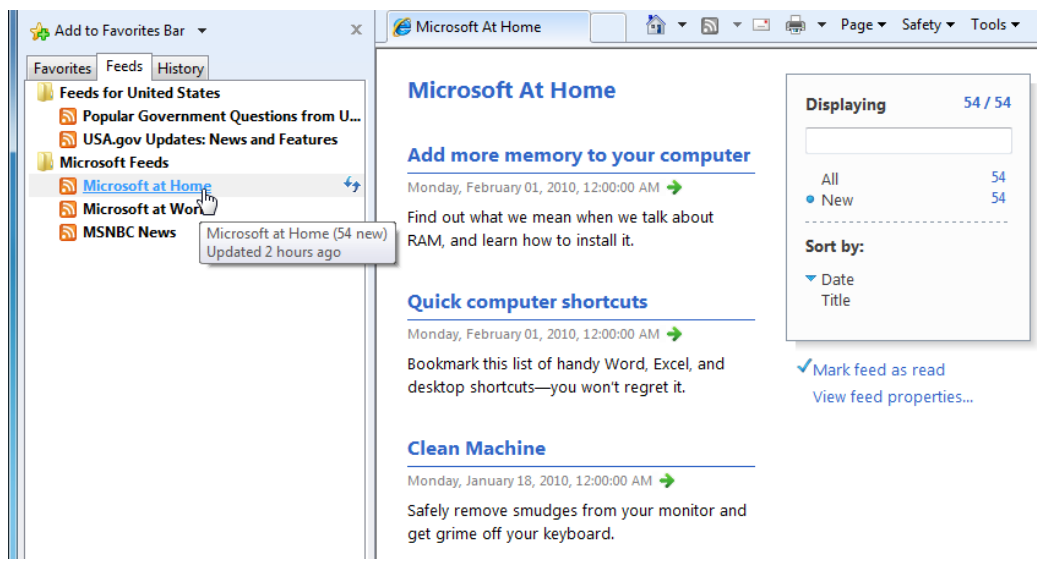 Add to Favorites Bar
Favorites Feeds History
Feeds for United States
Popular Government Questions from U...
USA.gov Updates: News and Features
Microsoft Feeds
Microsoft at Home
Microsoft at Wor
MSNBC News
Microsoft at Home (54 new)
Updated 2 hours ago
Microsoft At Home
Page Safety Tools
Microsoft At Home
Add more memory to your computer
Monday, February 01, 2010, 12:00:00 AM
Find out what we mean when we talk about
RAM, and learn how to install it.
Quick computer shortcuts
Monday, February 01, 2010, 12:00:00 AM
Bookmark this list of handy Word, Excel, and
desktop shortcuts—you won't regret it.
Clean Machine
Monday, January 18, 2010, 12:00:00 AM
Safely remove smudges from your monitor and
get grime off your keyboard.
Displaying 54 / 54
All 54
New 54
Sort by:
Date
Title
Mark feed as read
View feed properties...